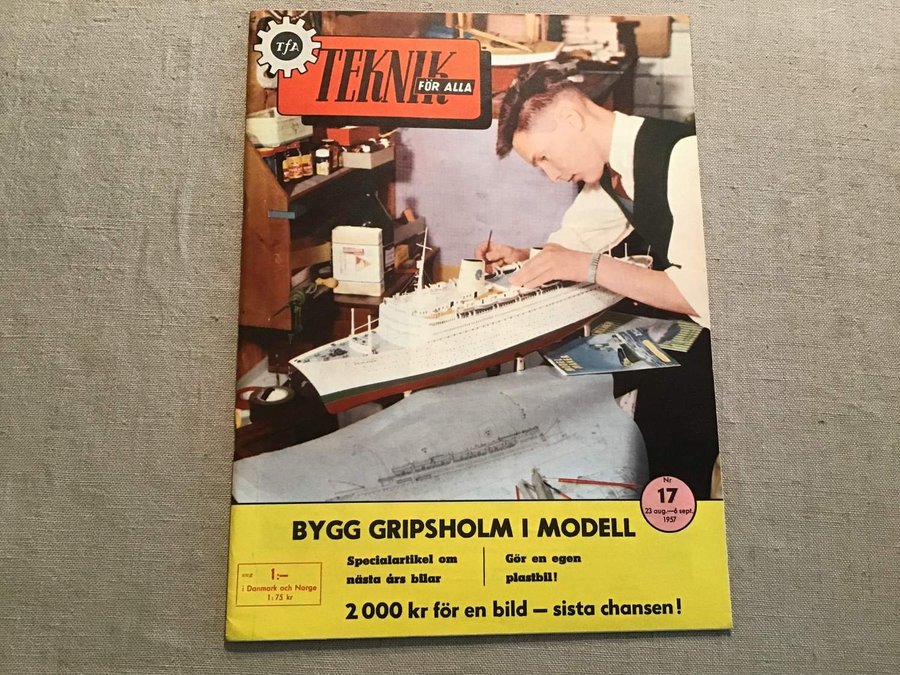 TfA
TEKNIK
FÖR ALLA
Nr
17
23 aug.—6 sept.
1957
BYGG GRIPSHOLM I MODELL
Specialartikel om
nästa års bilar
Gör en egen
plastbil!
1:—
i Danmark och Norge
1:75 kr
2 000 kr för en bild — sista chansen!